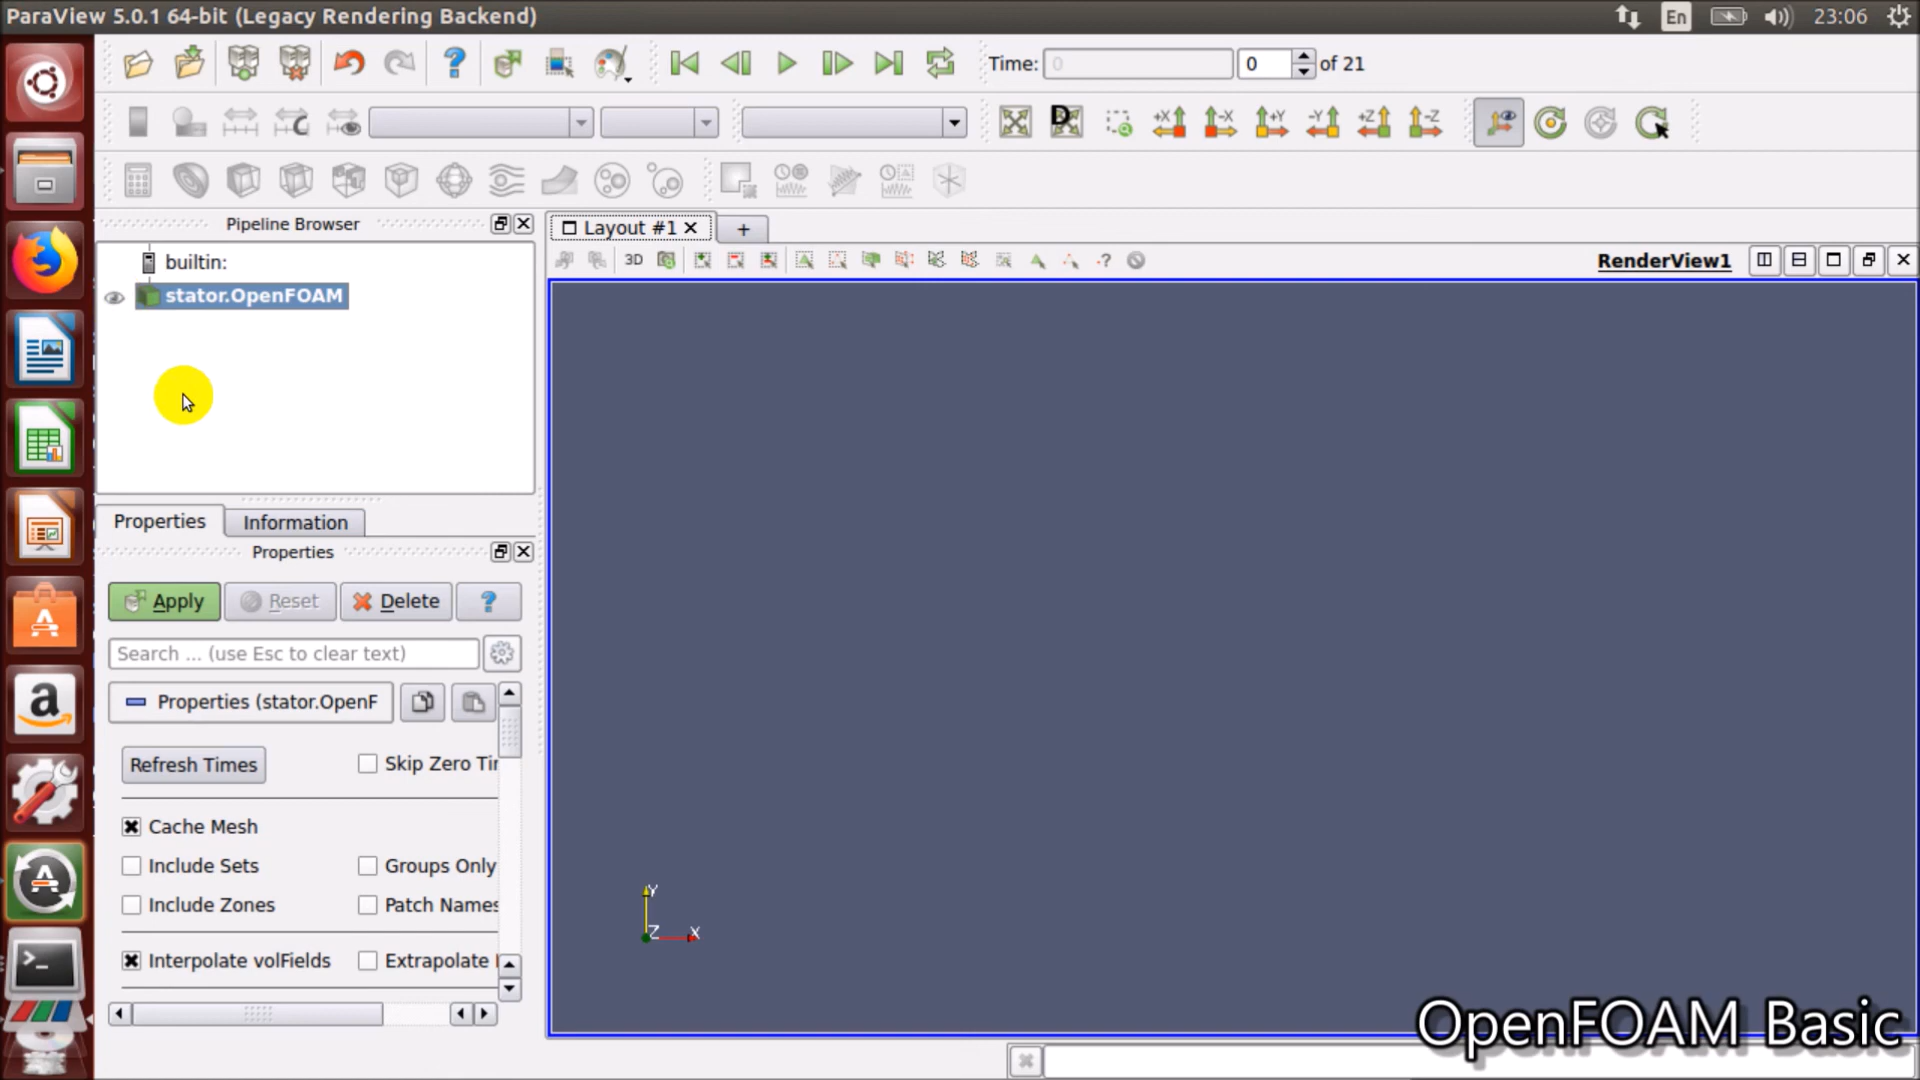 ParaView 5.0.1 64-bit (Legacy Rendering Backend)
En
23:06
Time: 0
0
of 21
D
+X
-X
+Y
-Y
+Z
-Z
Pipeline Browser
Layout #1
+
builtin:
3D
RenderView1
stator.OpenFOAM
Properties
Information
Properties
Apply
Reset
Delete
?
Search ... (use Esc to clear text)
Properties (stator.OpenF
Refresh Times
Skip Zero Tir
Cache Mesh
Include Sets
Groups Only
Include Zones
Patch Names
Interpolate volFields
Extrapolate
Y
Z
X
OpenFOAM Basic